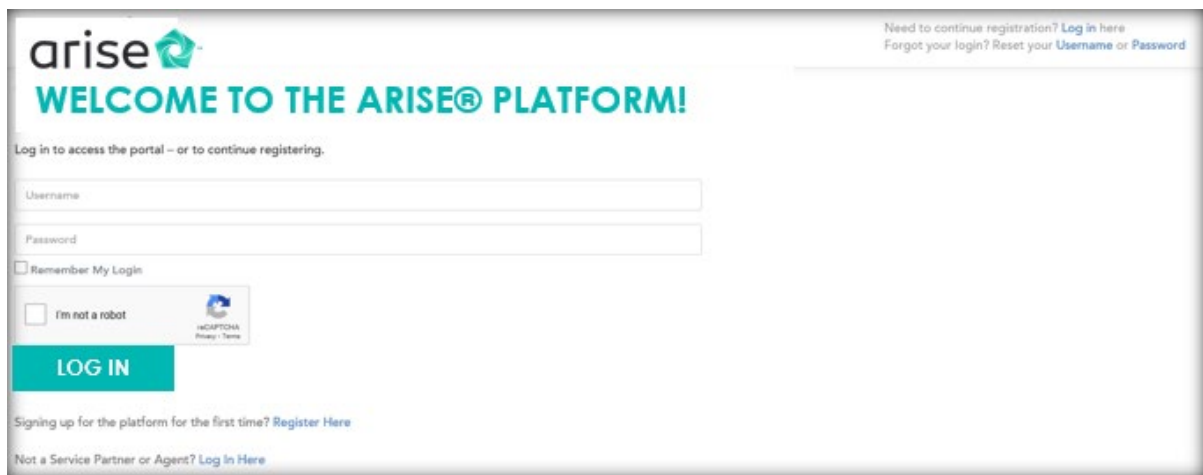 arise
Need to continue registration? Log in here
Forgot your login? Reset your Username or Password
WELCOME TO THE ARISE® PLATFORM!
Log in to access the portal – or to continue registering.
Username
Password
Remember My Login
I'm not a robot
reCAPTCHA
Privacy - Terms
LOG IN
Signing up for the platform for the first time? Register Here
Not a Service Partner or Agent? Log In Here